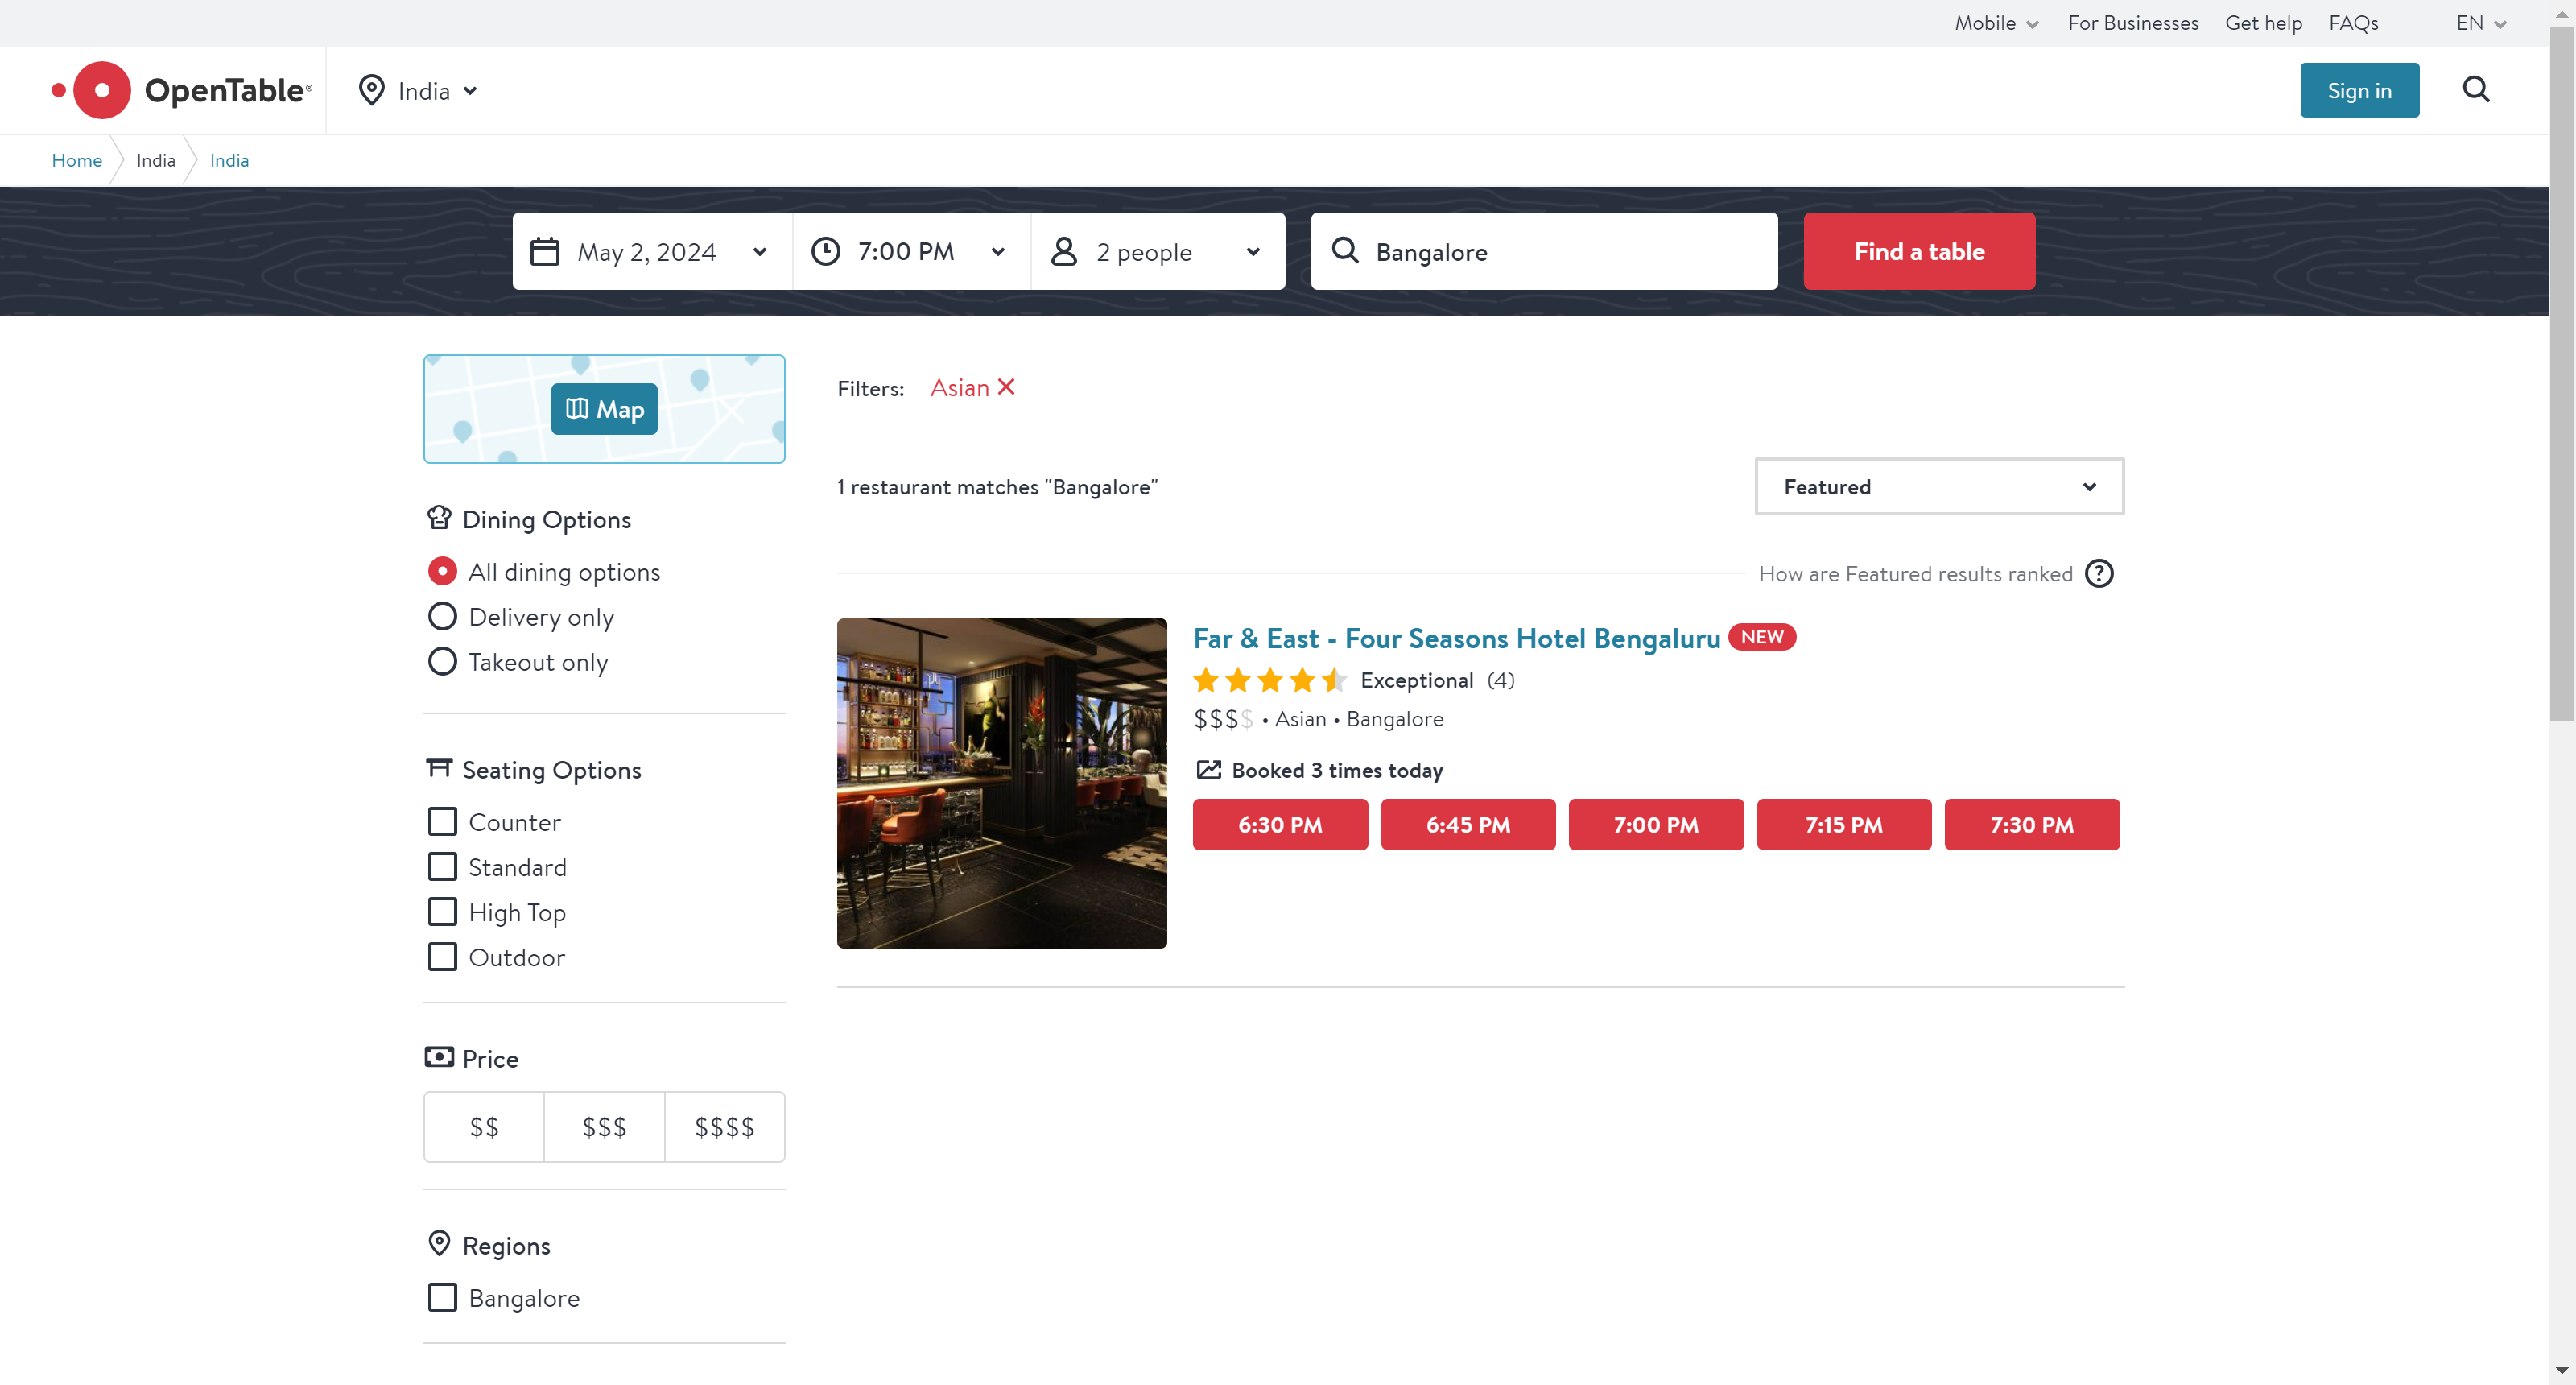 Mobile For Businesses Get help FAQs EN
OpenTable® India Sign in
Home India India
May 2, 2024 7:00 PM 2 people Bangalore Find a table
Map
Filters: Asian
1 restaurant matches "Bangalore" Featured
How are Featured results ranked
Dining Options
All dining options
Delivery only
Takeout only
Seating Options
Counter
Standard
High Top
Outdoor
Price
$$ $$$ $$$$
Regions
Bangalore
Far & East - Four Seasons Hotel Bengaluru NEW
Exceptional (4)
$$$$ • Asian • Bangalore
Booked 3 times today
6:30 PM 6:45 PM 7:00 PM 7:15 PM 7:30 PM